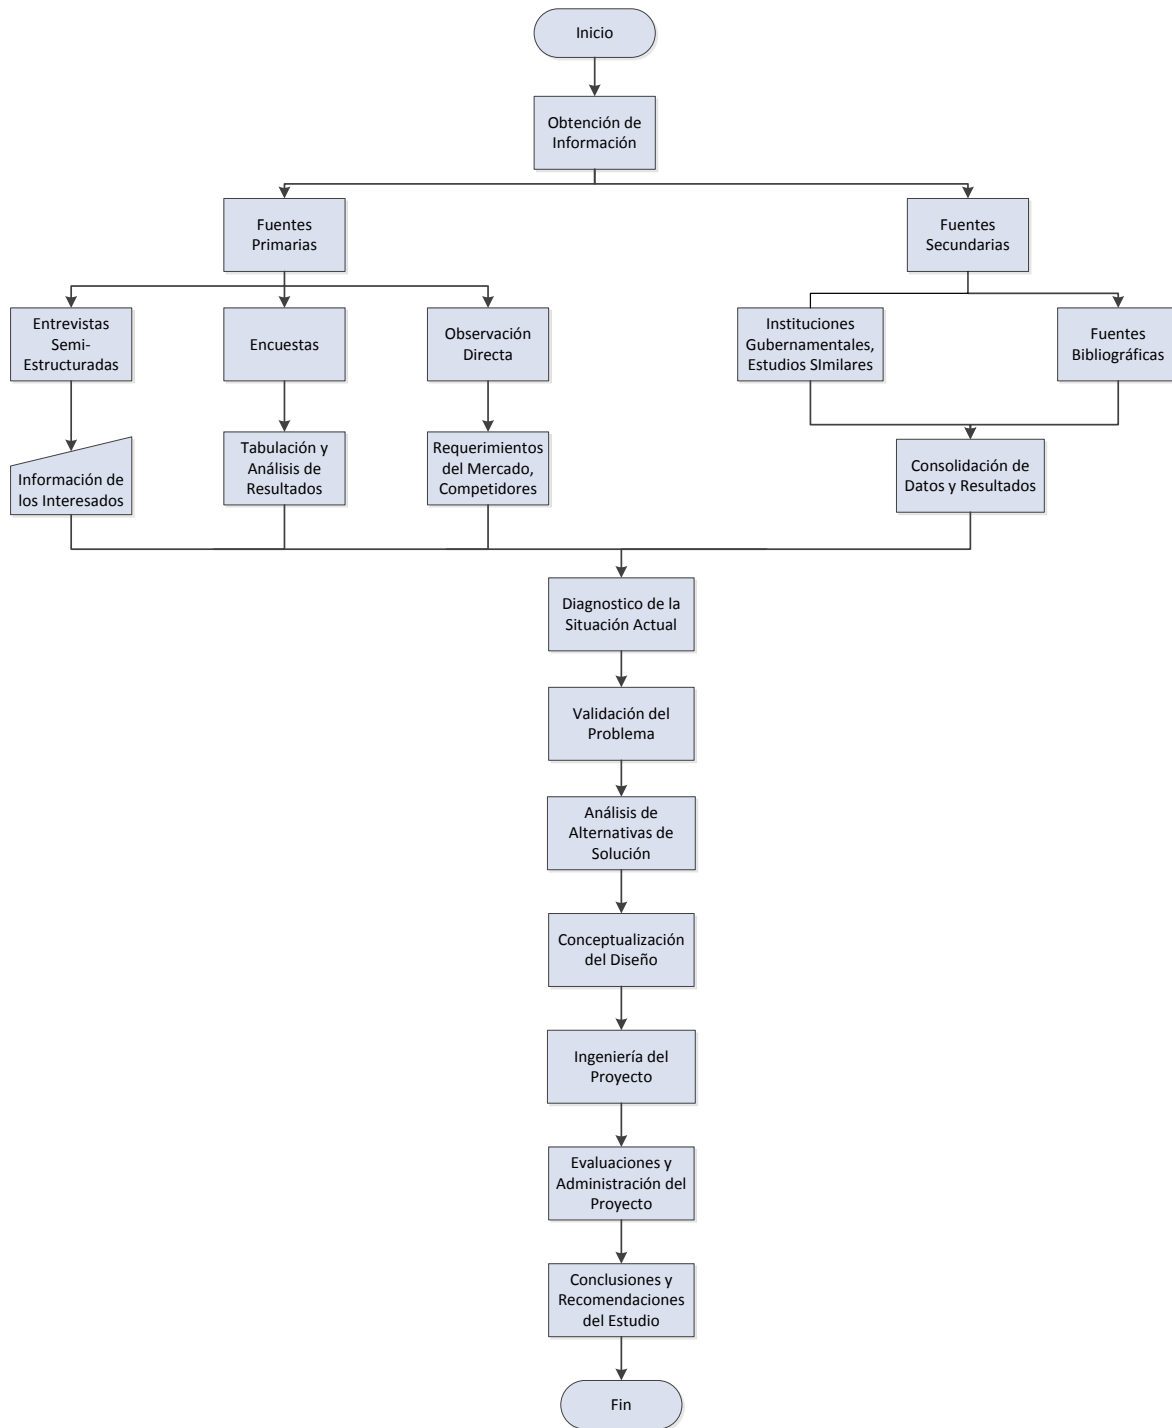 Inicio
Obtención de
Información
Fuentes
Primarias
Fuentes
Secundarias
Entrevistas
Semi-
Estructuradas
Encuestas
Observación
Directa
Instituciones
Gubernamentales,
Estudios SImilares
Fuentes
Bibliográficas
Información de
los Interesados
Tabulación y
Análisis de
Resultados
Requerimientos
del Mercado,
Competidores
Consolidación de
Datos y Resultados
Diagnostico de la
Situación Actual
Validación del
Problema
Análisis de
Alternativas de
Solución
Conceptualización
del Diseño
Ingeniería del
Proyecto
Evaluaciones y
Administración del
Proyecto
Conclusiones y
Recomendaciones
del Estudio
Fin